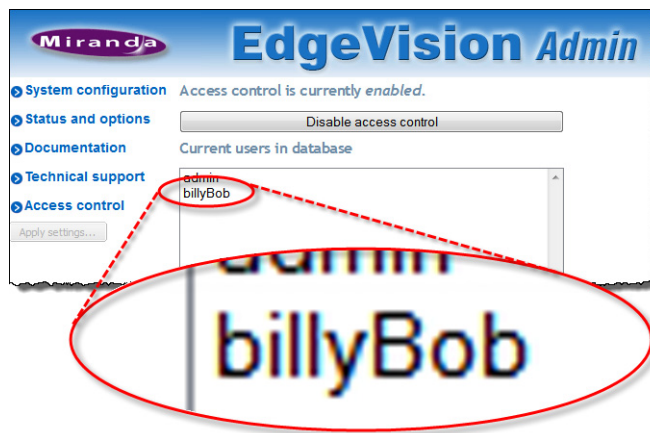 Miranda
EdgeVision Admin
System configuration
Status and options
Documentation
Technical support
Access control
Apply settings...
Access control is currently enabled.
Disable access control
Current users in database
admin
billyBob
admin
billyBob